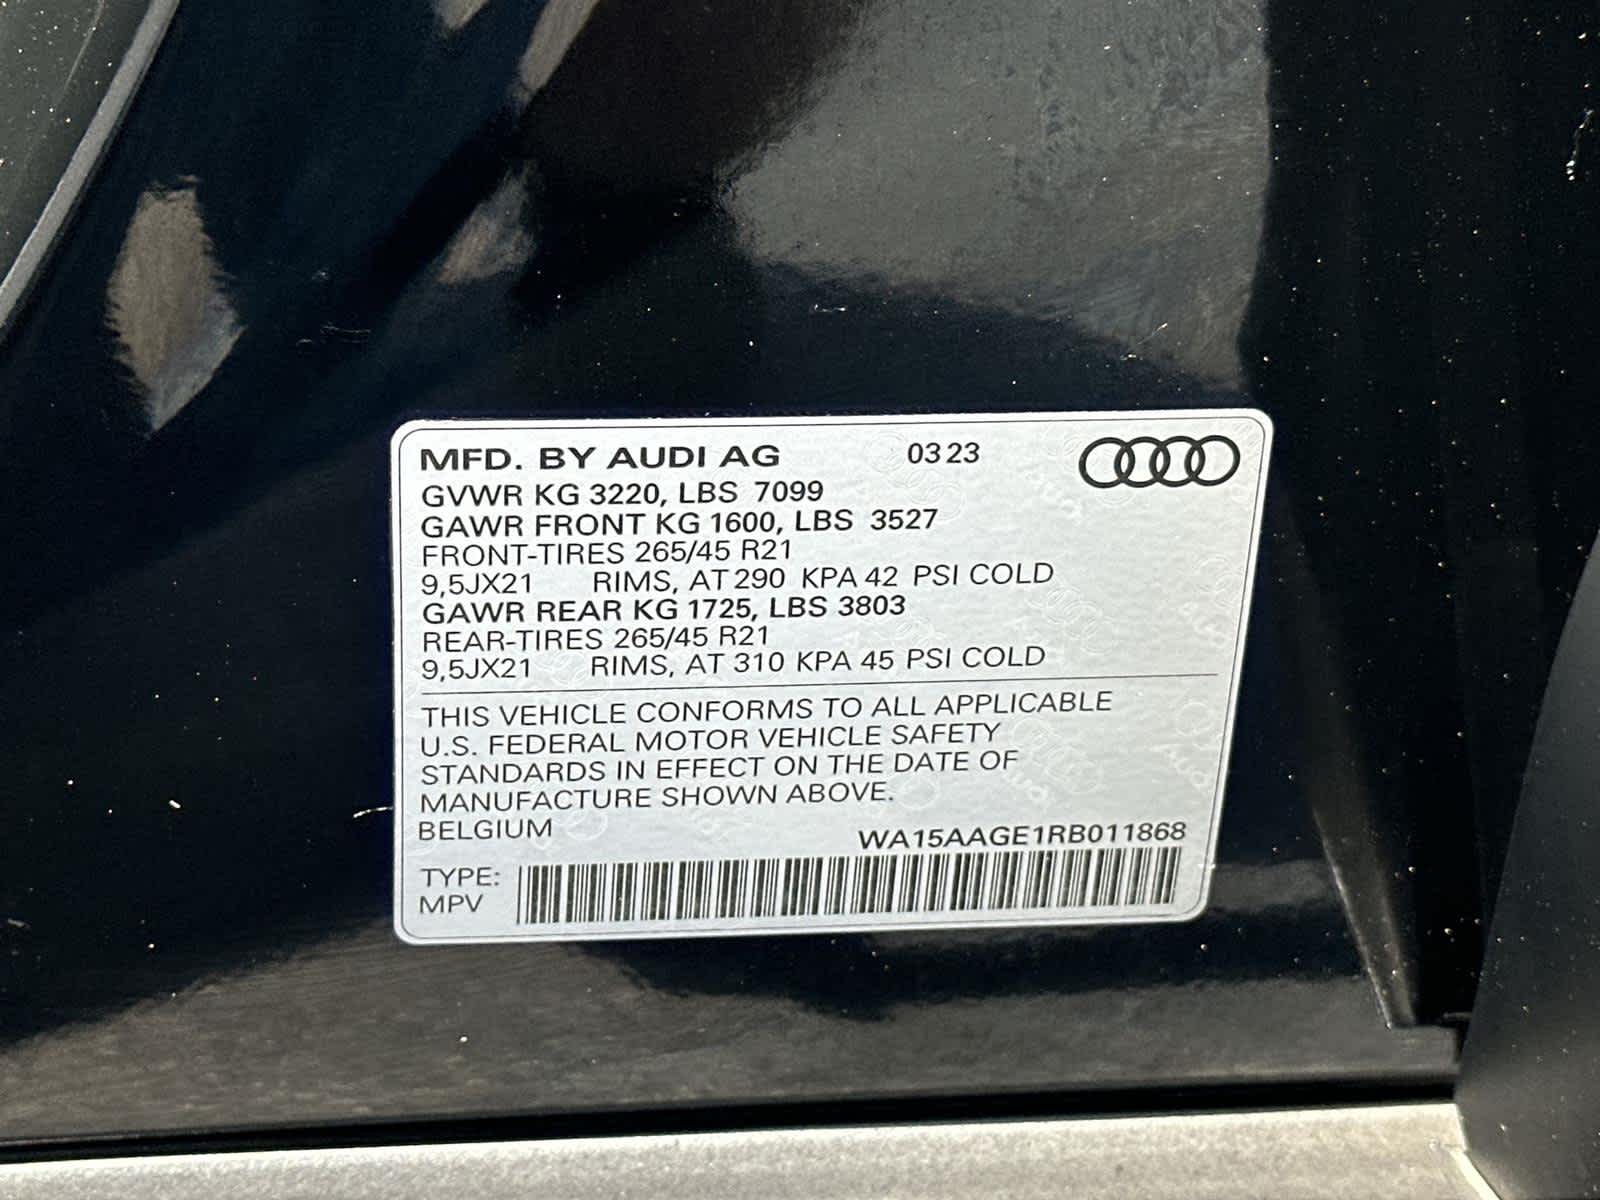 MFD. BY AUDI AG 03 23
GVWR KG 3220, LBS 7099
GAWR FRONT KG 1600, LBS 3527
FRONT-TIRES 265/45 R21
9,5JX21 RIMS, AT 290 KPA 42 PSI COLD
GAWR REAR KG 1725, LBS 3803
REAR-TIRES 265/45 R21
9,5JX21 RIMS, AT 310 KPA 45 PSI COLD
THIS VEHICLE CONFORMS TO ALL APPLICABLE
U.S. FEDERAL MOTOR VEHICLE SAFETY
STANDARDS IN EFFECT ON THE DATE OF
MANUFACTURE SHOWN ABOVE.
BELGIUM
WA15AAGE1RB011868
TYPE:
MPV